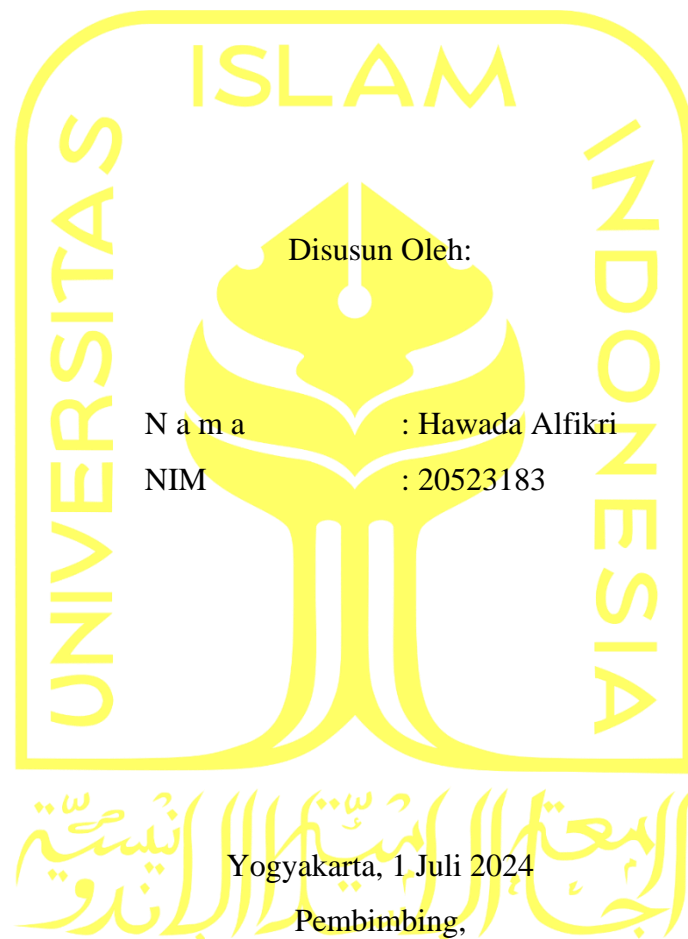 ISLAM
UNIVERSITAS
INDONESIA
Disusun Oleh:
N a m a : Hawada Alfikri
NIM : 20523183
Yogyakarta, 1 Juli 2024
Pembimbing,